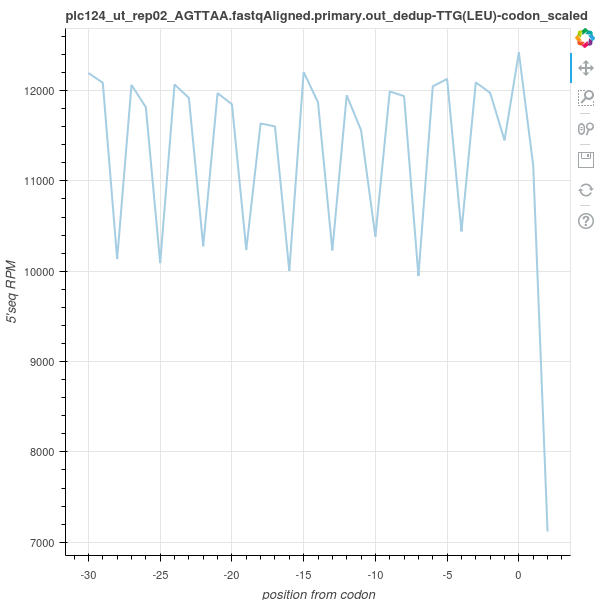 plc124_ut_rep02_AGTTAA.fastqAligned.primary.out_dedup-TTG(LEU)-codon_scaled
12000
11000
10000
9000
8000
7000
5'seq RPM
-30 -25 -20 -15 -10 -5 0
position from codon